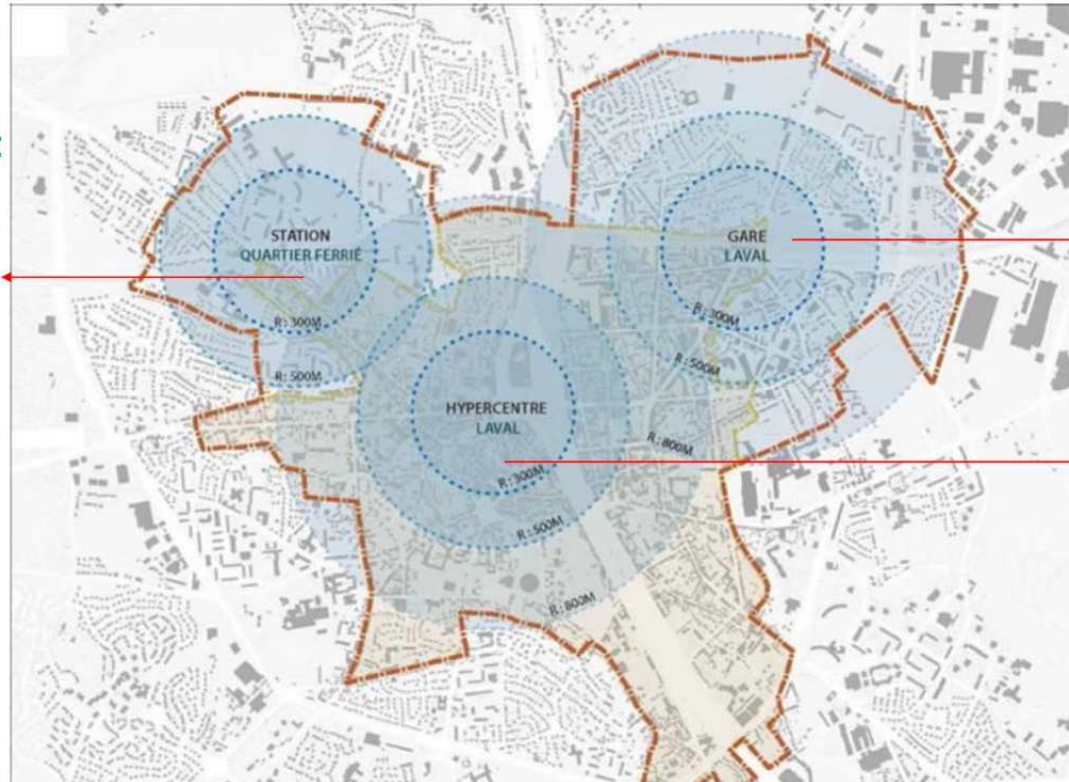 STATION
QUARTIER FERRIÉ
R : 300M
R : 500M
GARE
LAVAL
R : 300M
R : 500M
R : 800M
HYPERCENTRE
LAVAL
R : 300M
R : 500M
R : 800M